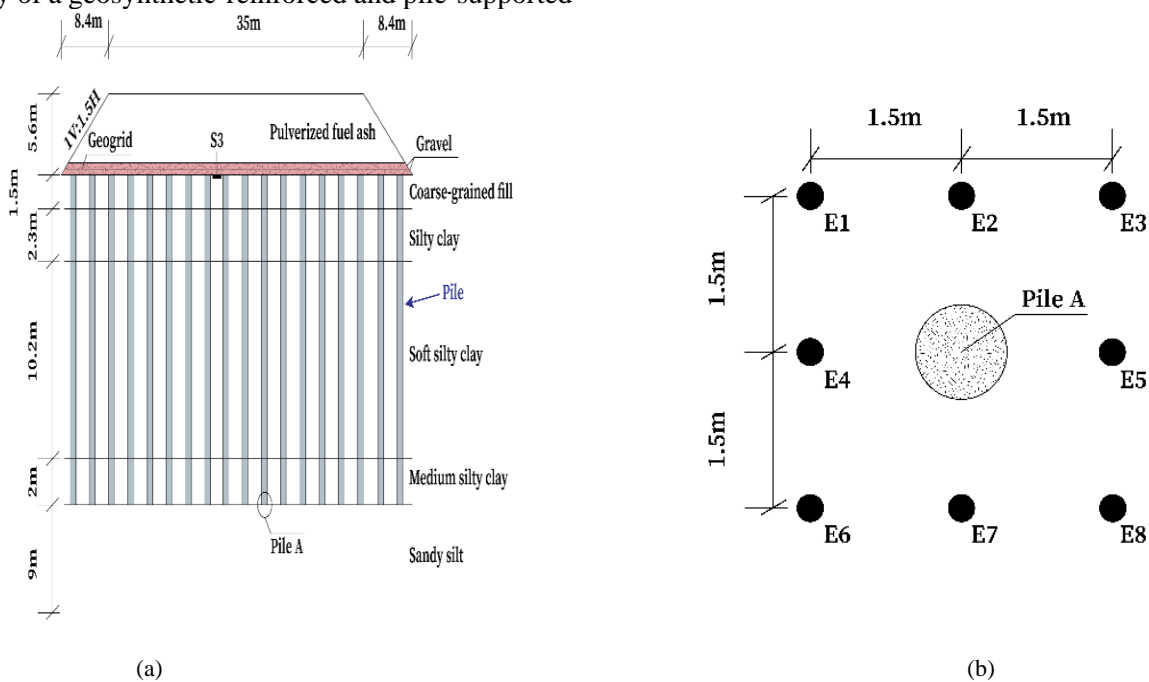 y of a geosynthetic-reinforced and pile-supported
8.4m 35m 8.4m
5.6m
1V:1.5H
Geogrid
S3
Pulverized fuel ash
Gravel
1.5m
Coarse-grained fill
2.3m
Silty clay
Pile
10.2m
Soft silty clay
2m
Medium silty clay
Pile A
9m
Sandy silt
(a)
1.5m 1.5m
E1 E2 E3
1.5m
Pile A
E4 E5
1.5m
E6 E7 E8
(b)